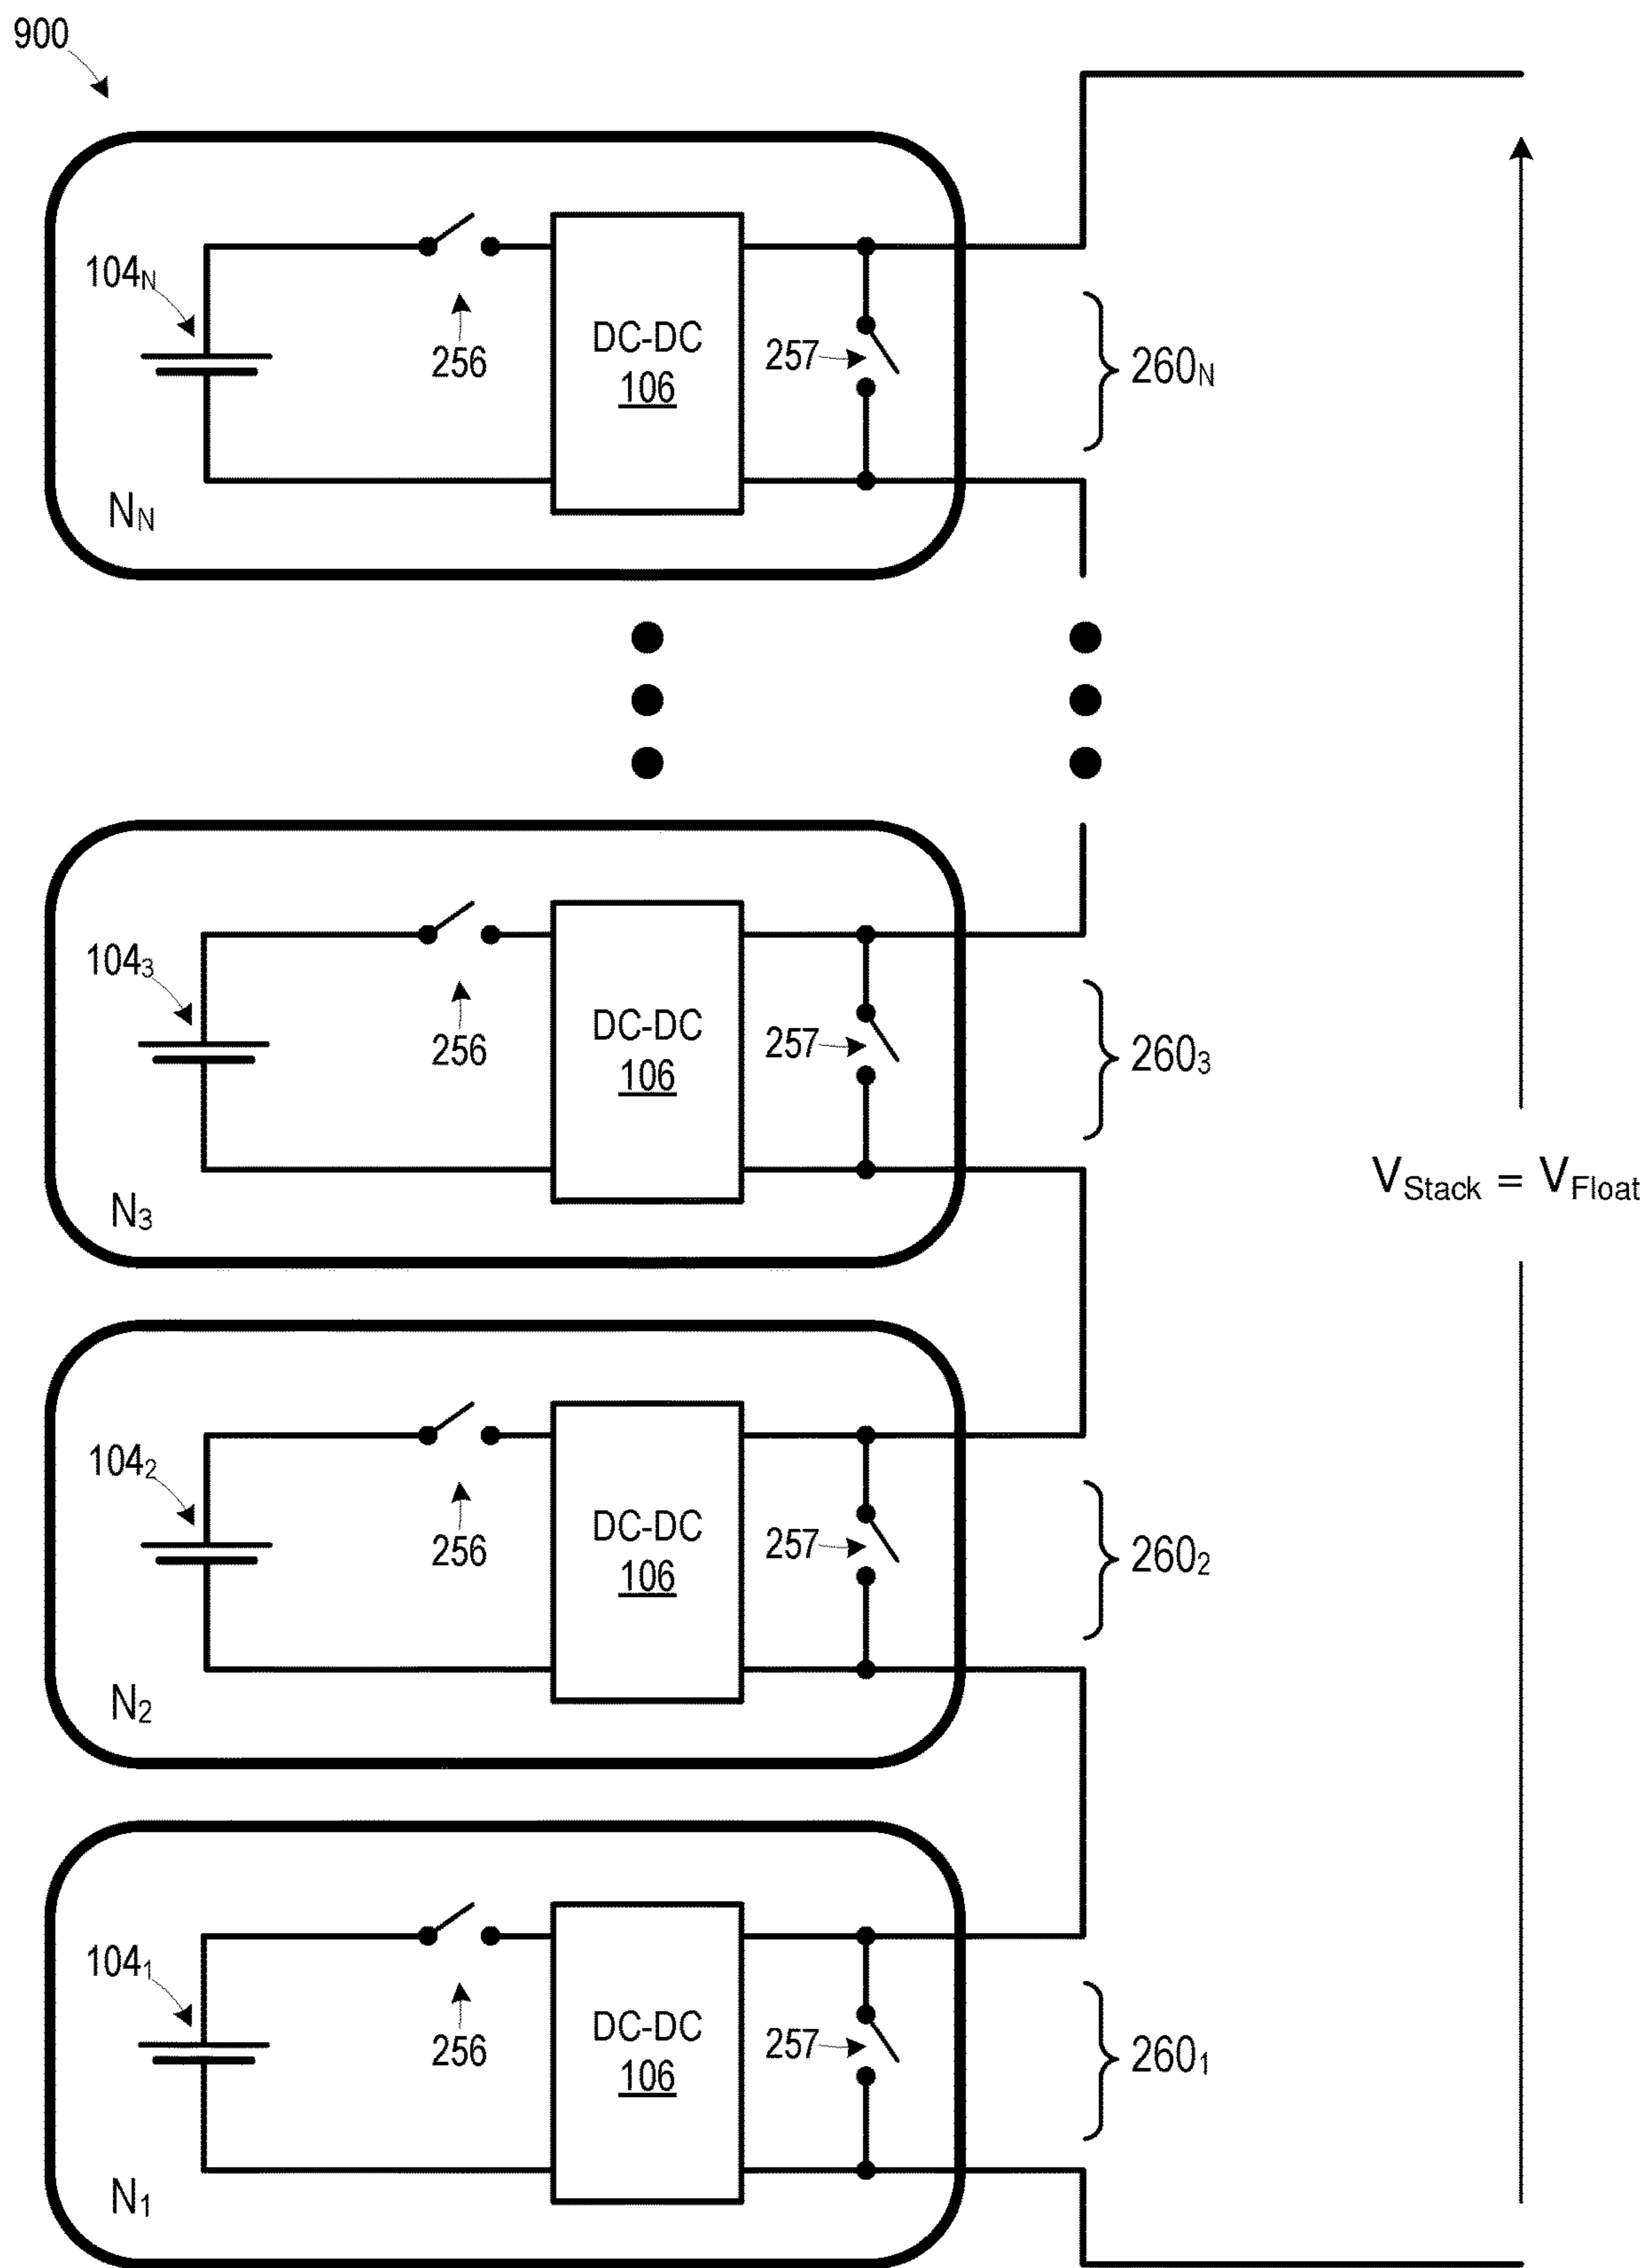 900
104N
256
DC-DC
106
257
260N
NN
1043
256
DC-DC
106
257
2603
N3
VStack = VFloat
1042
256
DC-DC
106
257
2602
N2
1041
256
DC-DC
106
257
2601
N1